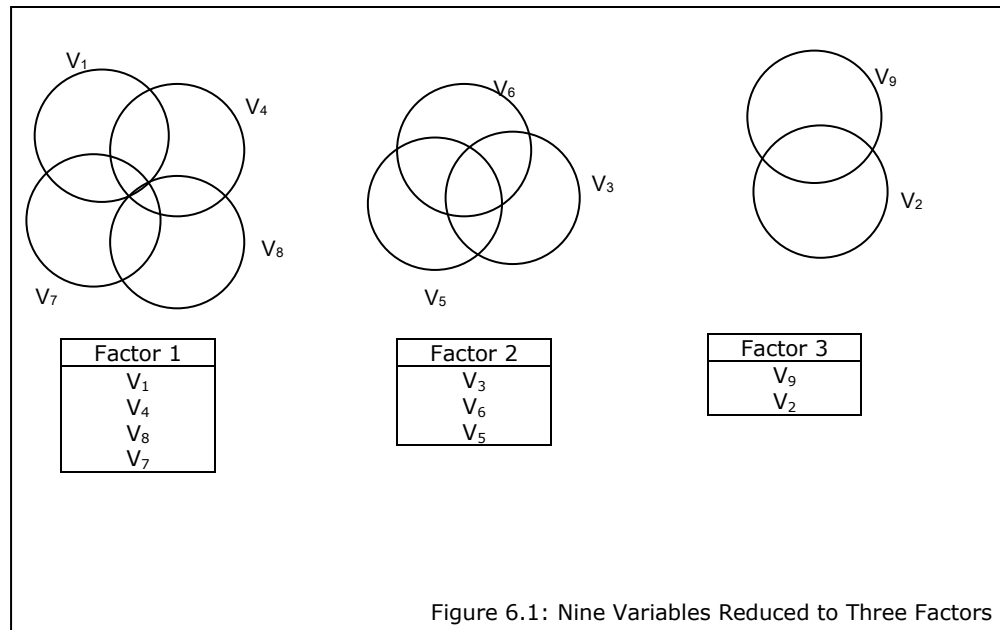 V₁
V₄
V₇
V₈
V₆
V₃
V₅
V₉
V₂
Factor 1
V₁
V₄
V₈
V₇
Factor 2
V₃
V₆
V₅
Factor 3
V₉
V₂
Figure 6.1: Nine Variables Reduced to Three Factors